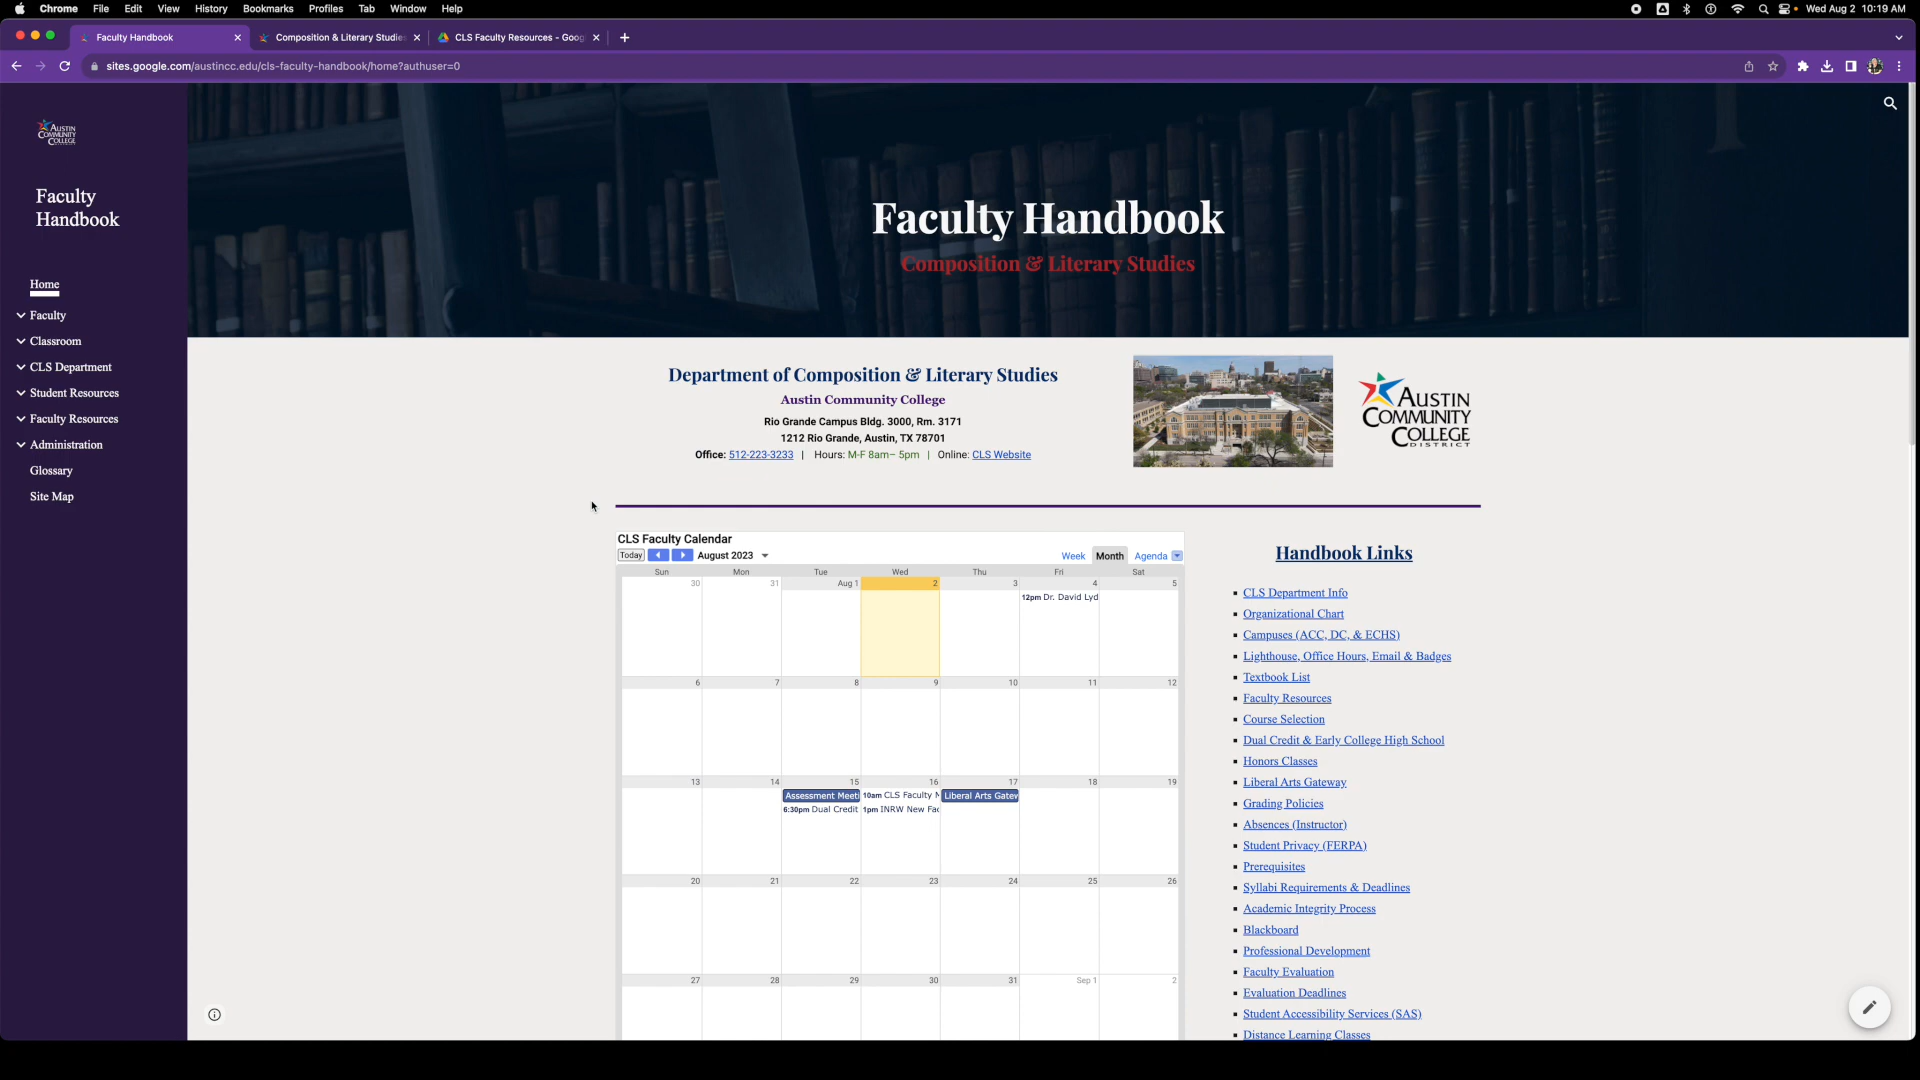 Chrome File Edit View History Bookmarks Profiles Tab Window Help
Wed Aug 2 10:19 AM
Faculty Handbook
Composition & Literary Studie
CLS Faculty Resources - Goog
sites.google.com/austincc.edu/cls-faculty-handbook/home?authuser=0
AUSTIN
COMMUNITY
COLLEGE
Faculty
Handbook
Home
Faculty
Classroom
CLS Department
Student Resources
Faculty Resources
Administration
Glossary
Site Map
Faculty Handbook
Composition & Literary Studies
Department of Composition & Literary Studies
Austin Community College
Rio Grande Campus Bldg. 3000, Rm. 3171
1212 Rio Grande, Austin, TX 78701
Office: 512-223-3233 | Hours: M-F 8am– 5pm | Online: CLS Website
AUSTIN
COMMUNITY
COLLEGE
DISTRICT
CLS Faculty Calendar
Today August 2023 Week Month Agenda
Sun Mon Tue Wed Thu Fri Sat
30 31 Aug 1 2 3 4 5
12pm Dr. David Lyd
6 7 8 9 10 11 12
13 14 15 16 17 18 19
Assessment Meeti 10am CLS Faculty M Liberal Arts Gatew
6:30pm Dual Credit 1pm INRW New Fac
20 21 22 23 24 25 26
27 28 29 30 31 Sep 1 2
Handbook Links
CLS Department Info
Organizational Chart
Campuses (ACC, DC, & ECHS)
Lighthouse, Office Hours, Email & Badges
Textbook List
Faculty Resources
Course Selection
Dual Credit & Early College High School
Honors Classes
Liberal Arts Gateway
Grading Policies
Absences (Instructor)
Student Privacy (FERPA)
Prerequisites
Syllabi Requirements & Deadlines
Academic Integrity Process
Blackboard
Professional Development
Faculty Evaluation
Evaluation Deadlines
Student Accessibility Services (SAS)
Distance Learning Classes